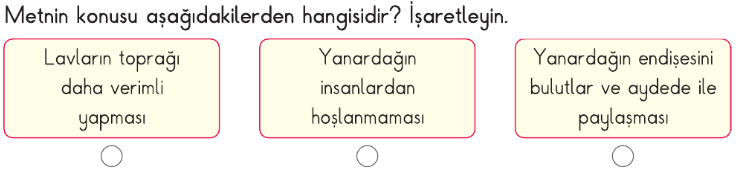 Metnin konusu aşağıdakilerden hangisidir? İşaretleyin.
Lavların toprağı
daha verimli
yapması
Yanardağın
insanlardan
hoşlanmaması
Yanardağın endişesini
bulutlar ve aydede ile
paylaşması